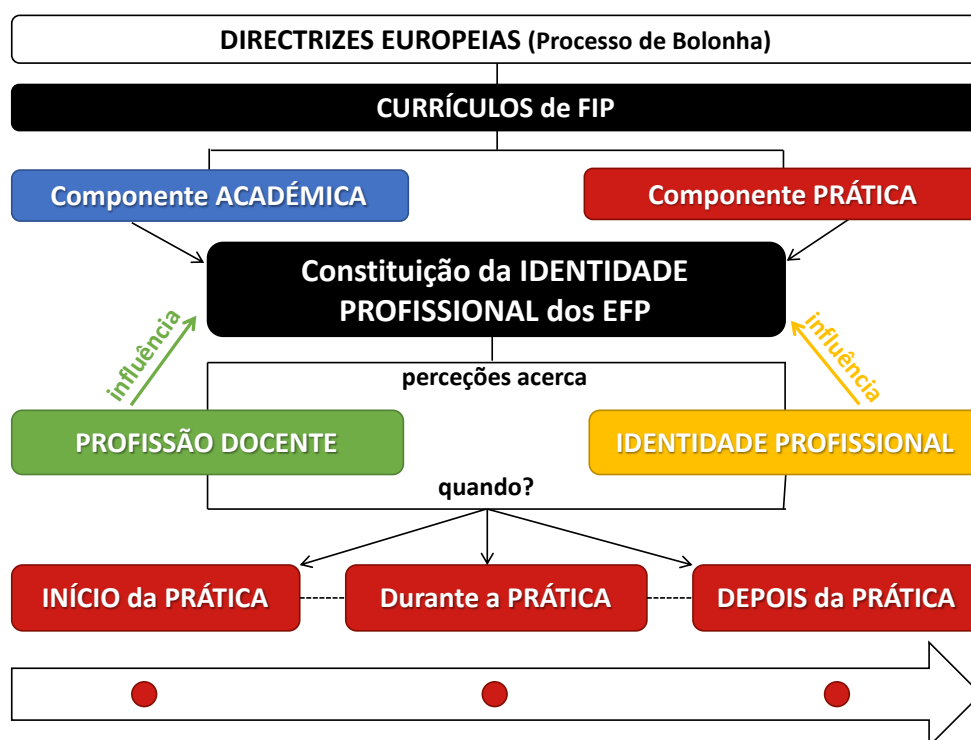 DIRECTRIZES EUROPEIAS (Processo de Bolonha)
CURRÍCULOS de FIP
Componente ACADÉMICA
Componente PRÁTICA
Constituição da IDENTIDADE
PROFISSIONAL dos EFP
influência
influência
perceções acerca
PROFISSÃO DOCENTE
IDENTIDADE PROFISSIONAL
quando?
INÍCIO da PRÁTICA
Durante a PRÁTICA
DEPOIS da PRÁTICA